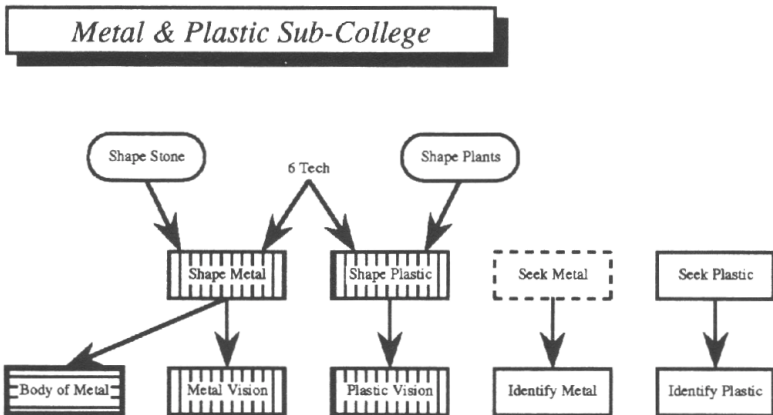 Metal & Plastic Sub-College
Shape Stone
6 Tech
Shape Plants
Shape Metal
Shape Plastic
Seek Metal
Seek Plastic
Body of Metal
Metal Vision
Plastic Vision
Identify Metal
Identify Plastic